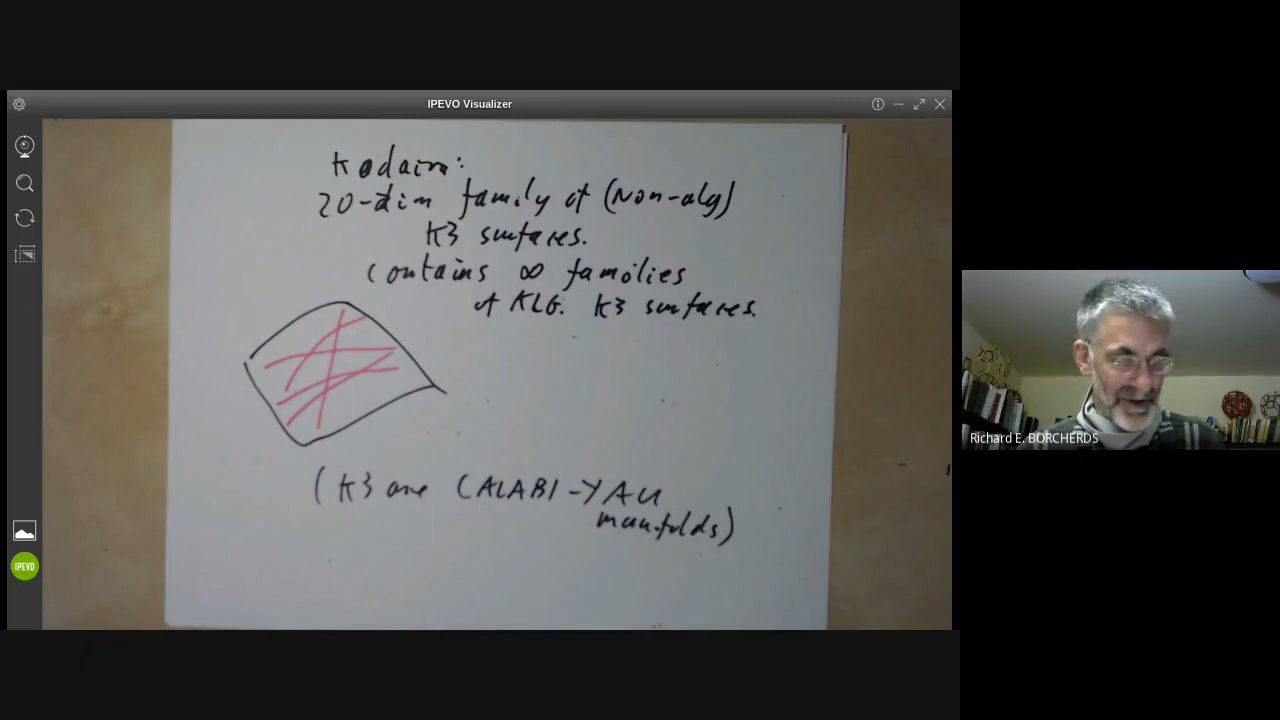 IPEVO Visualizer
Kodaira:
20-dim family of (Non-alg)
K3 surfaces.
Contains ∞ families
of ALG. K3 surfaces.
(K3 are CALABI-YAU
manifolds)
IPEVO
Richard E. BORCHERDS